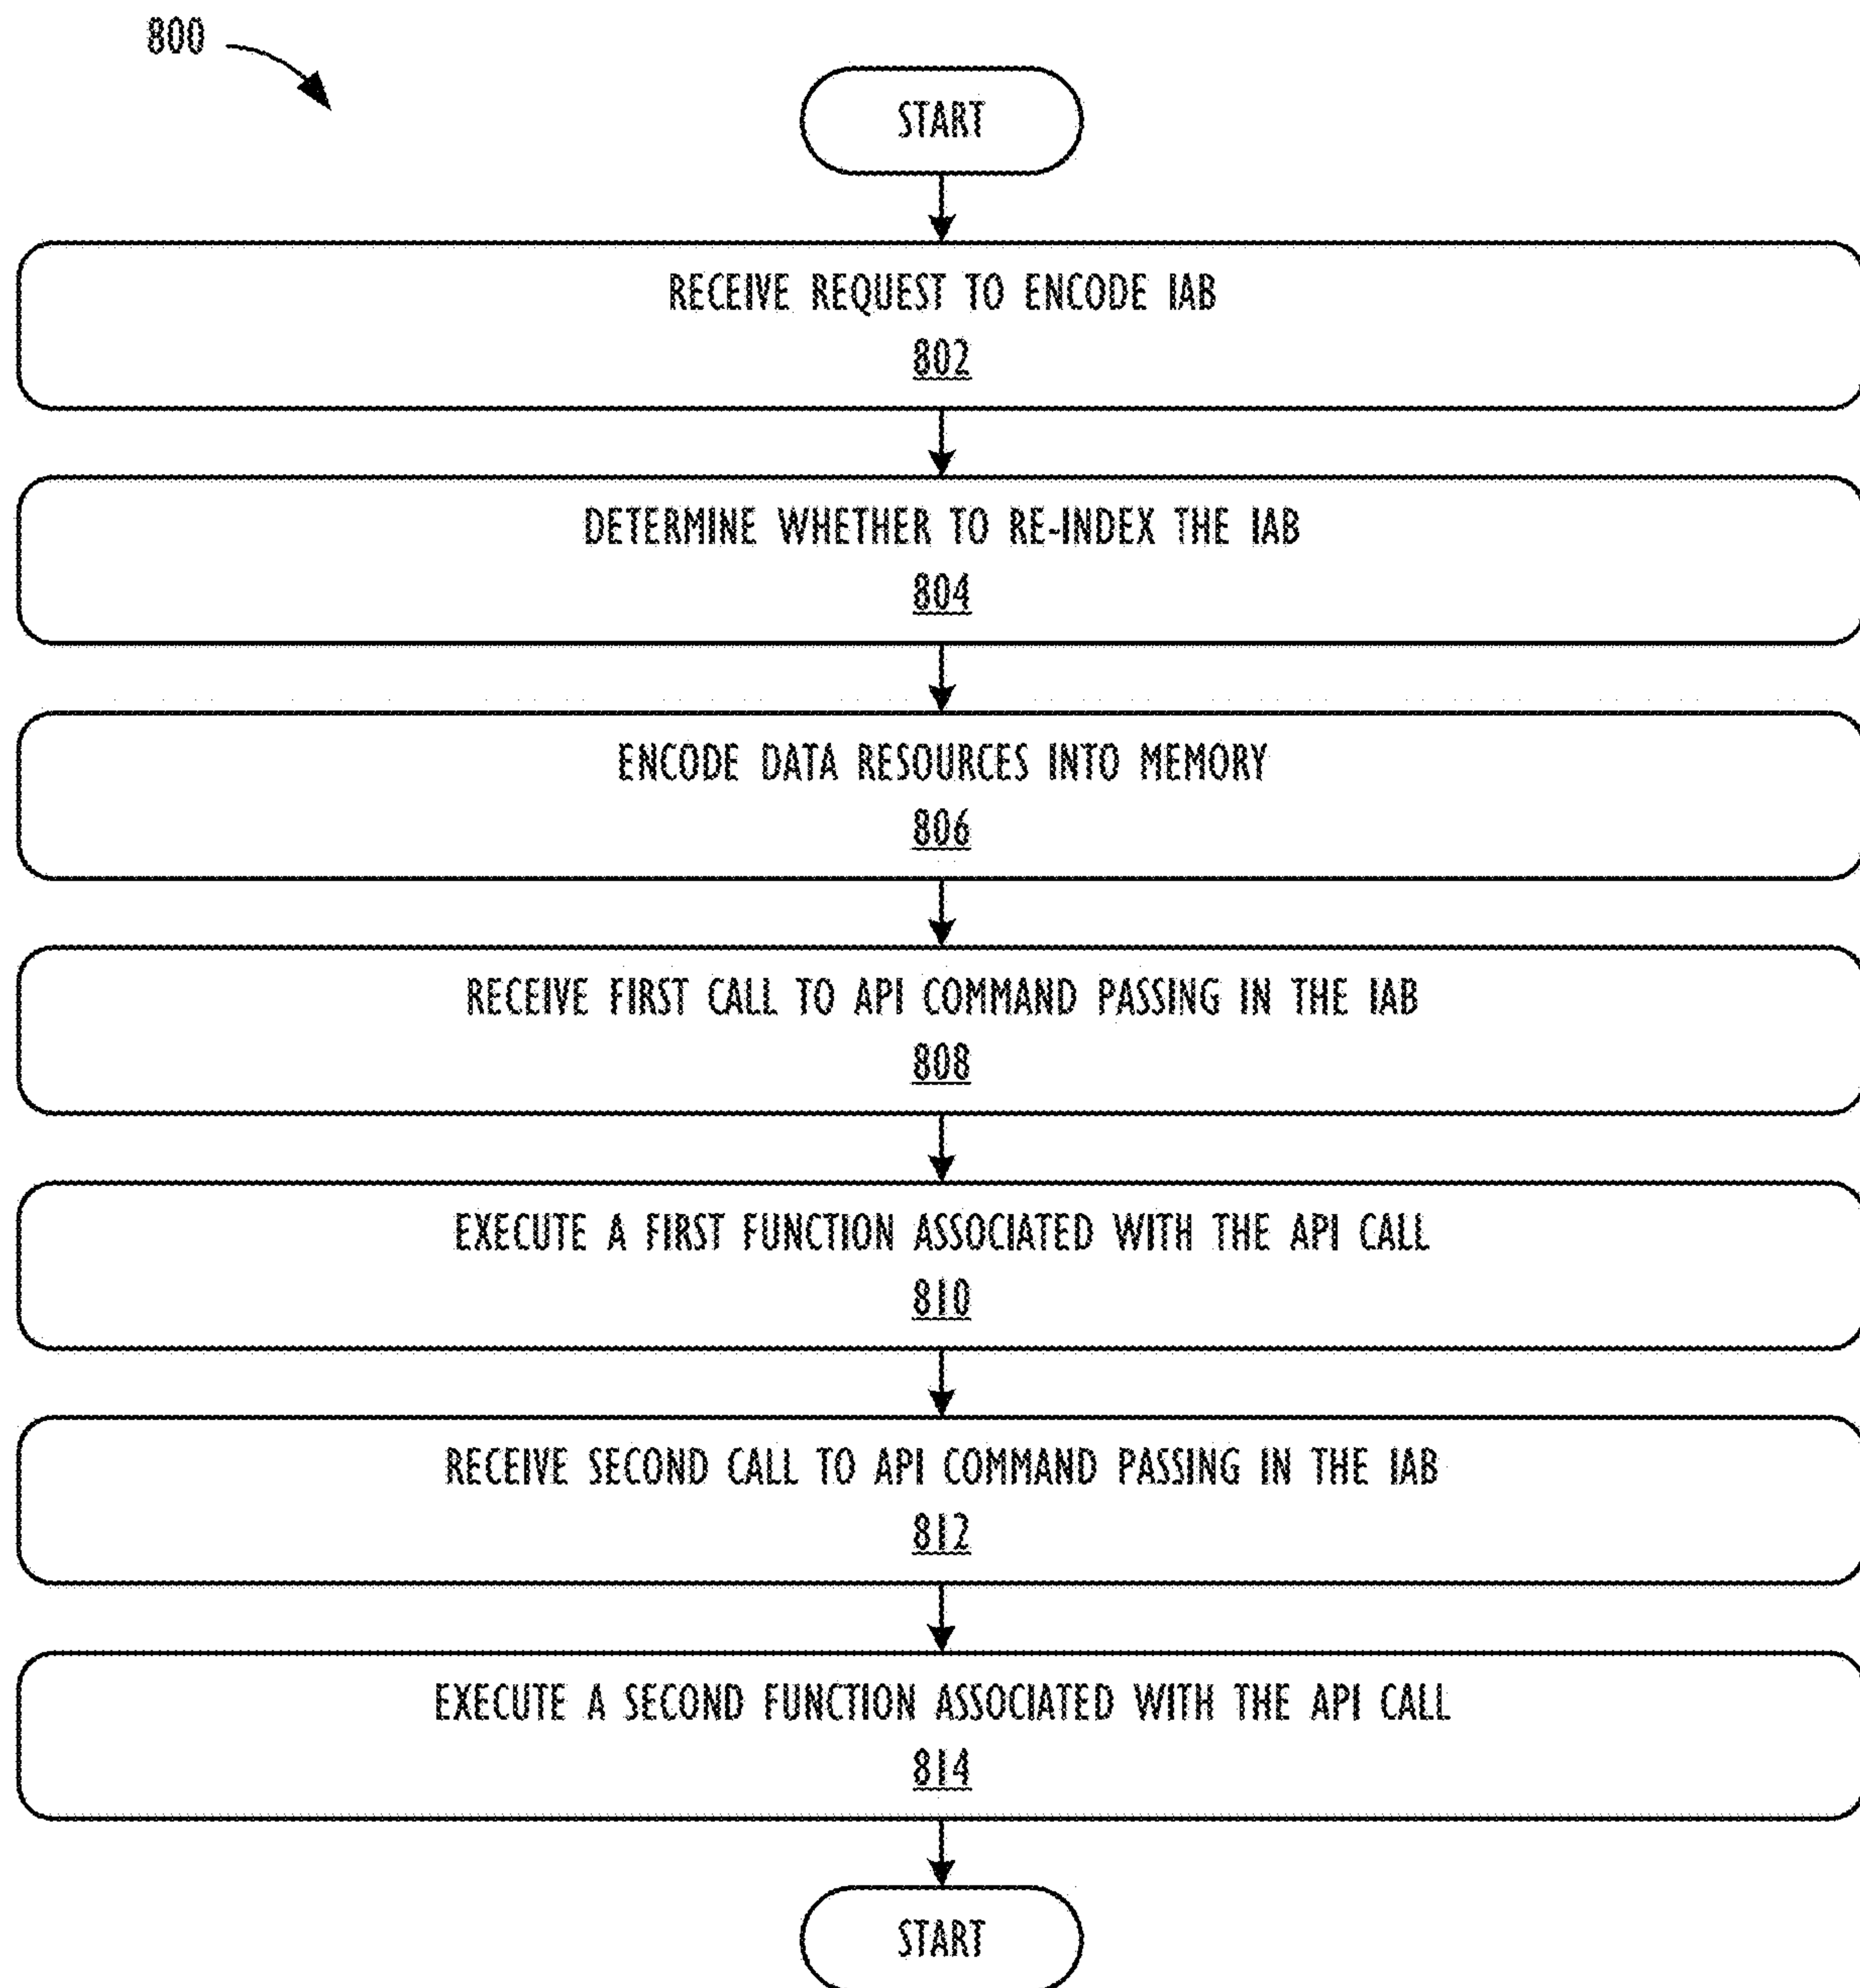 800
START
RECEIVE REQUEST TO ENCODE IAB
802
DETERMINE WHETHER TO RE-INDEX THE IAB
804
ENCODE DATA RESOURCES INTO MEMORY
806
RECEIVE FIRST CALL TO API COMMAND PASSING IN THE IAB
808
EXECUTE A FIRST FUNCTION ASSOCIATED WITH THE API CALL
810
RECEIVE SECOND CALL TO API COMMAND PASSING IN THE IAB
812
EXECUTE A SECOND FUNCTION ASSOCIATED WITH THE API CALL
814
START